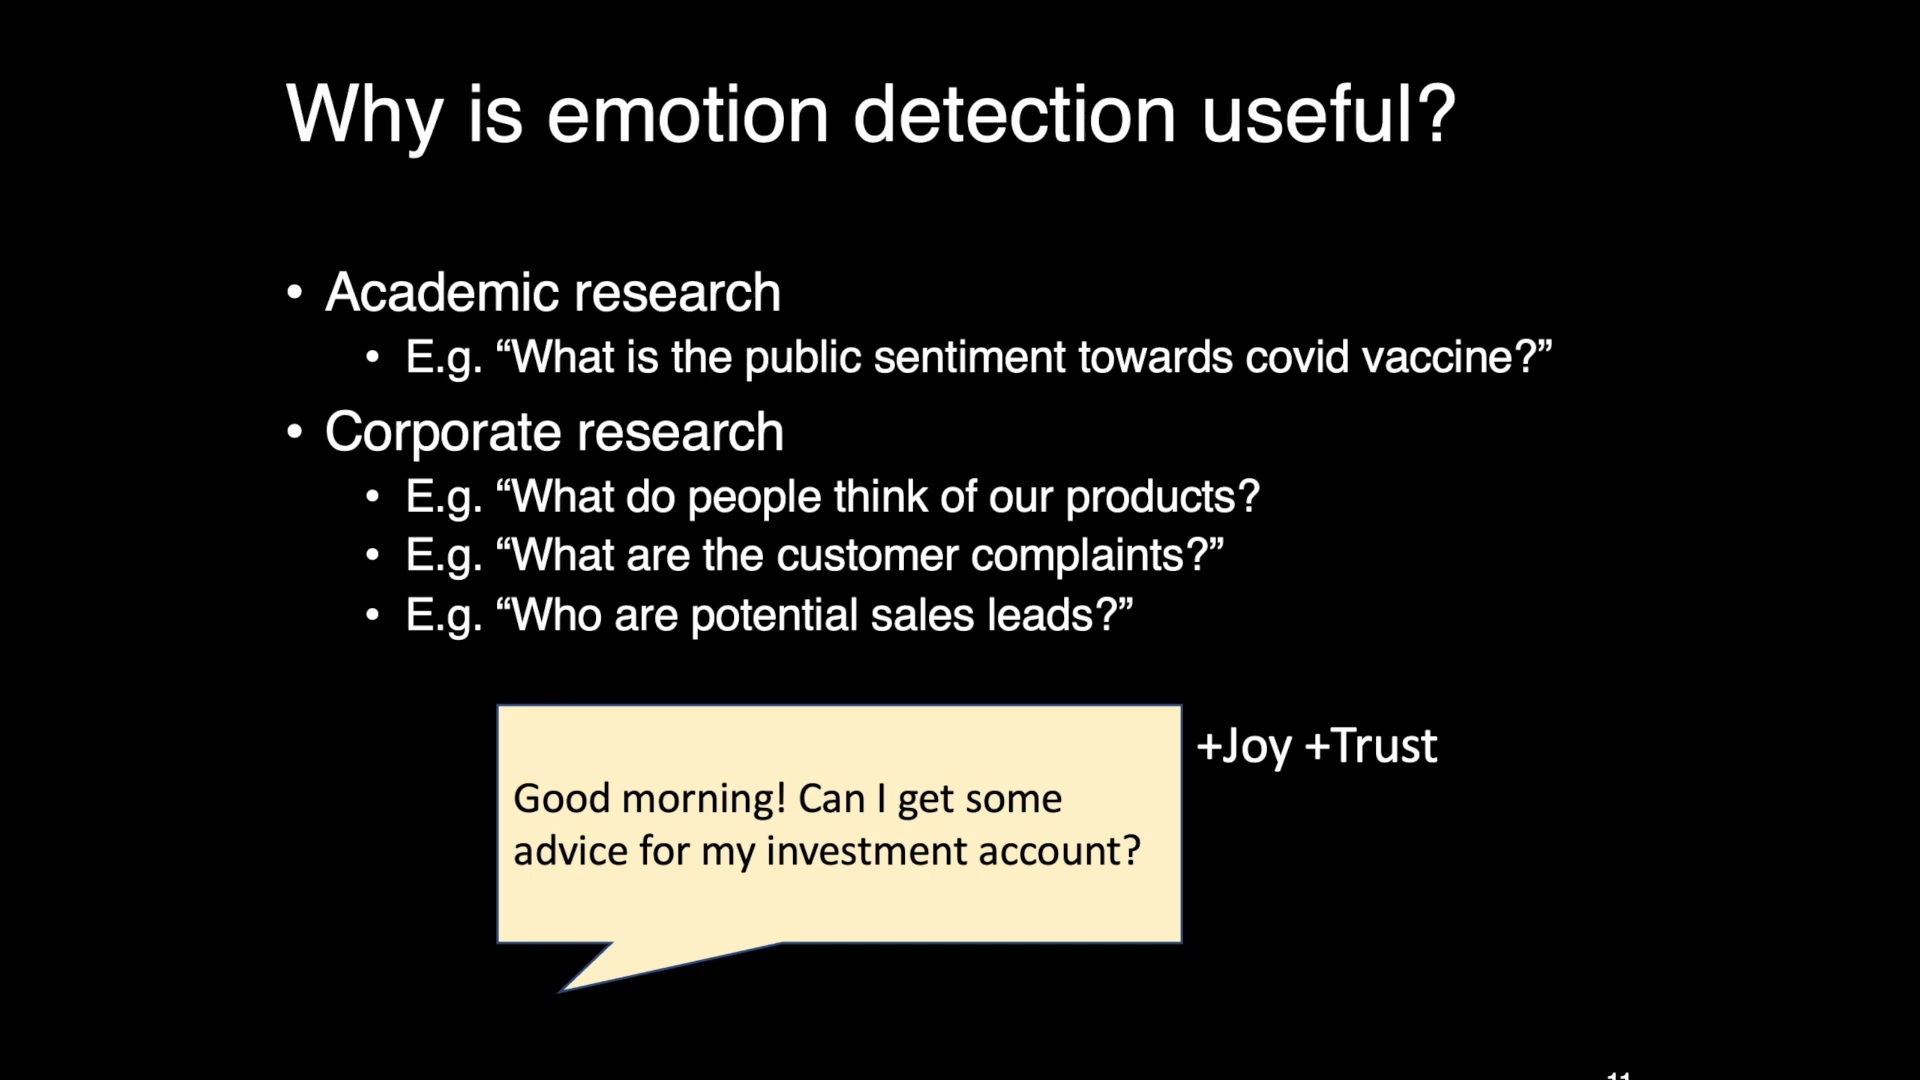 Why is emotion detection useful?
• Academic research
• E.g. “What is the public sentiment towards covid vaccine?”
• Corporate research
• E.g. “What do people think of our products?
• E.g. “What are the customer complaints?”
• E.g. “Who are potential sales leads?”
+Joy +Trust
Good morning! Can I get some
advice for my investment account?
11